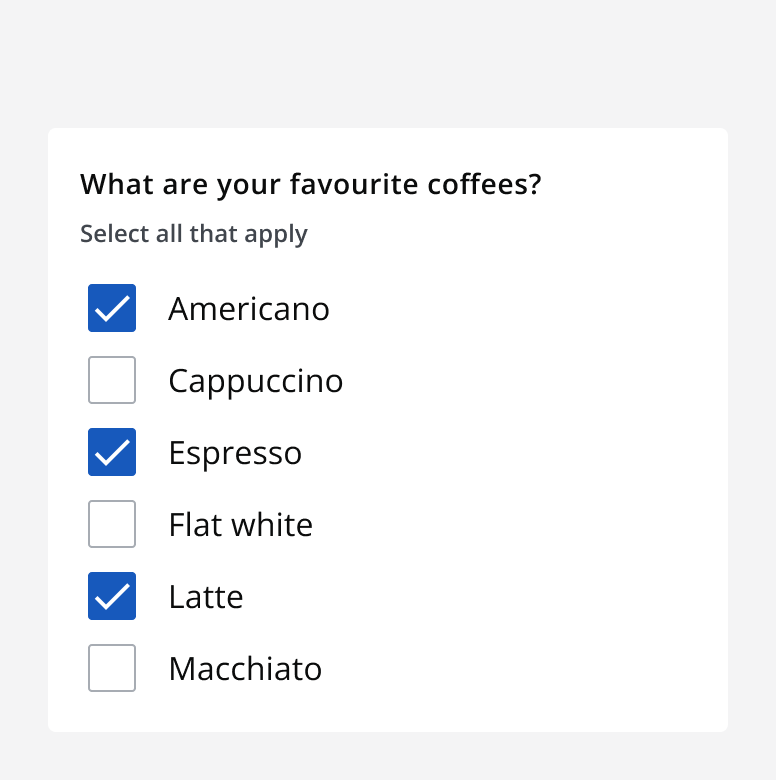 What are your favourite coffees?
Select all that apply
Americano
Cappuccino
Espresso
Flat white
Latte
Macchiato